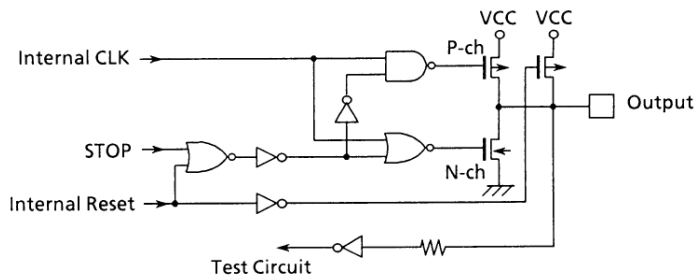 VCC VCC
Internal CLK
P-ch
Output
STOP
N-ch
Internal Reset
Test Circuit